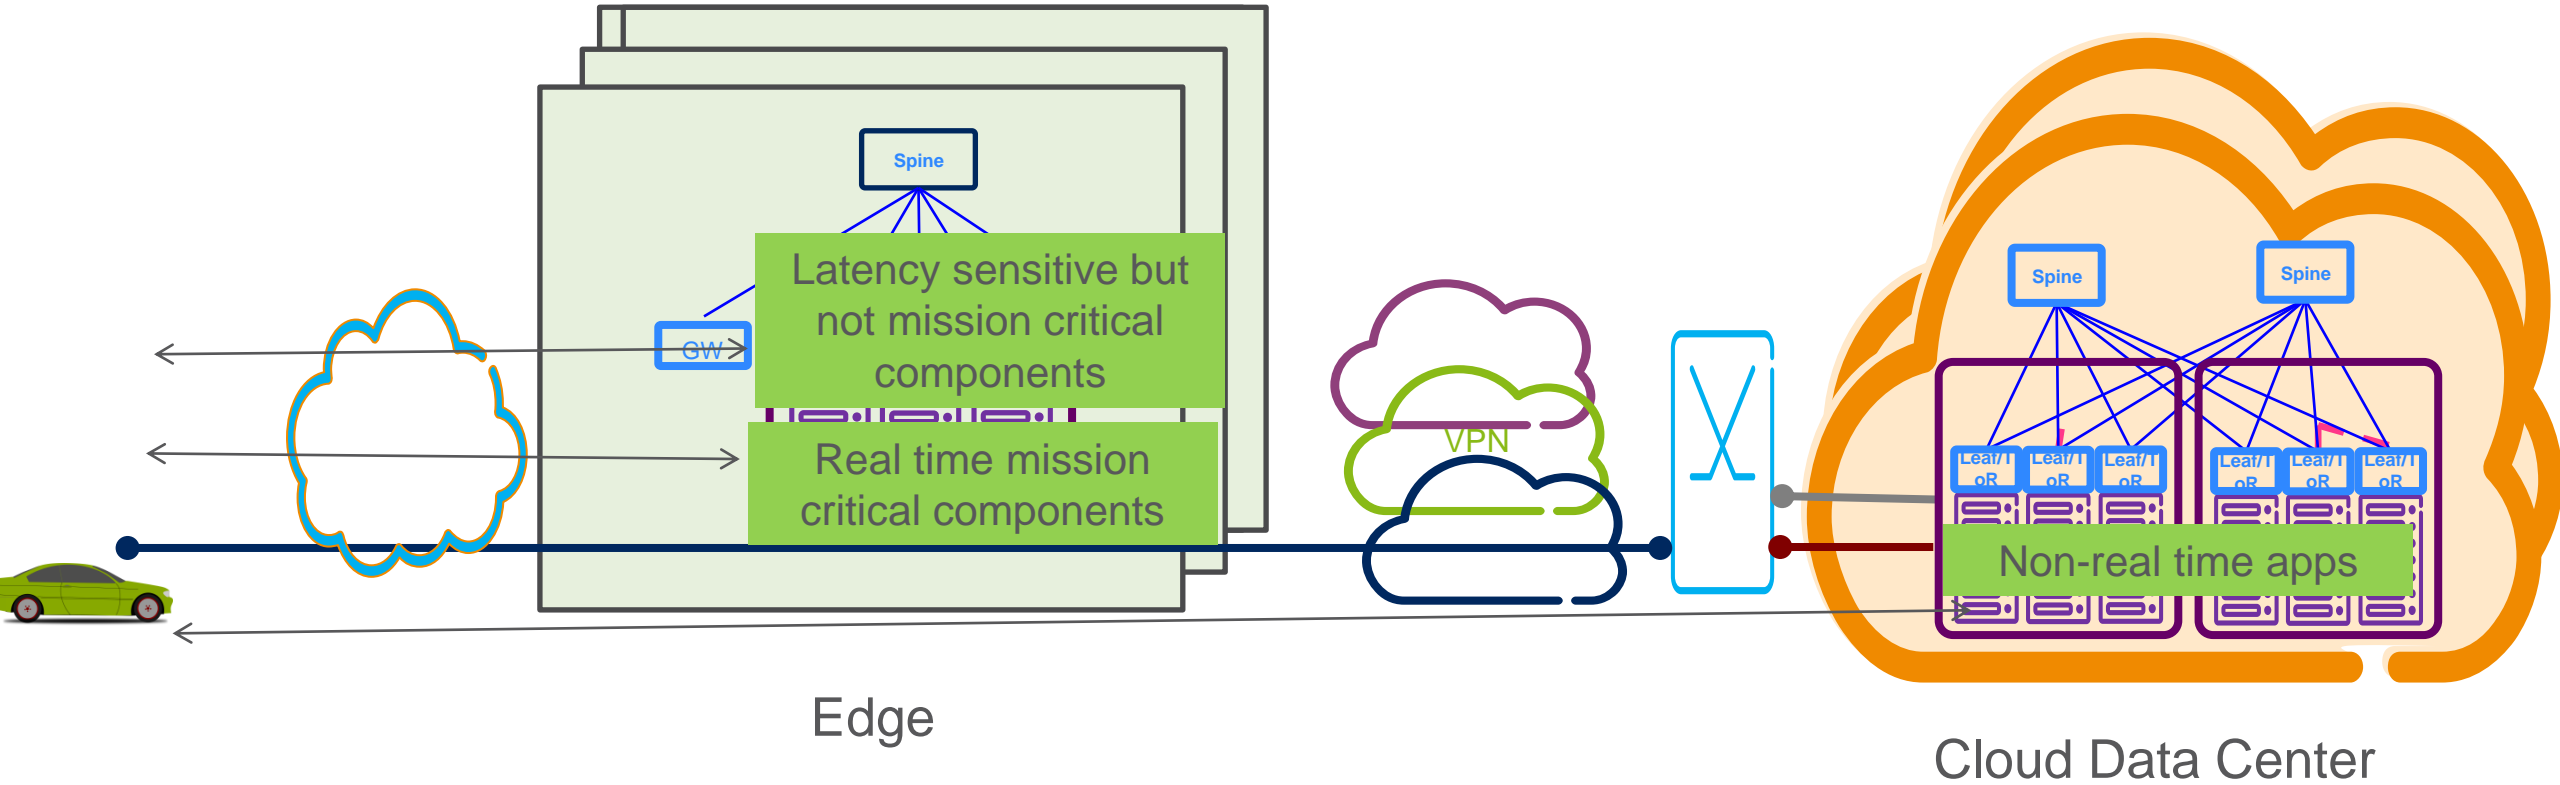 Spine
Latency sensitive but
not mission critical
components
GW
Real time mission
critical components
Edge
VPN
Spine
Spine
Leaf/T
oR
Leaf/T
oR
Leaf/T
oR
Leaf/T
oR
Leaf/T
oR
Leaf/T
oR
Non-real time apps
Cloud Data Center